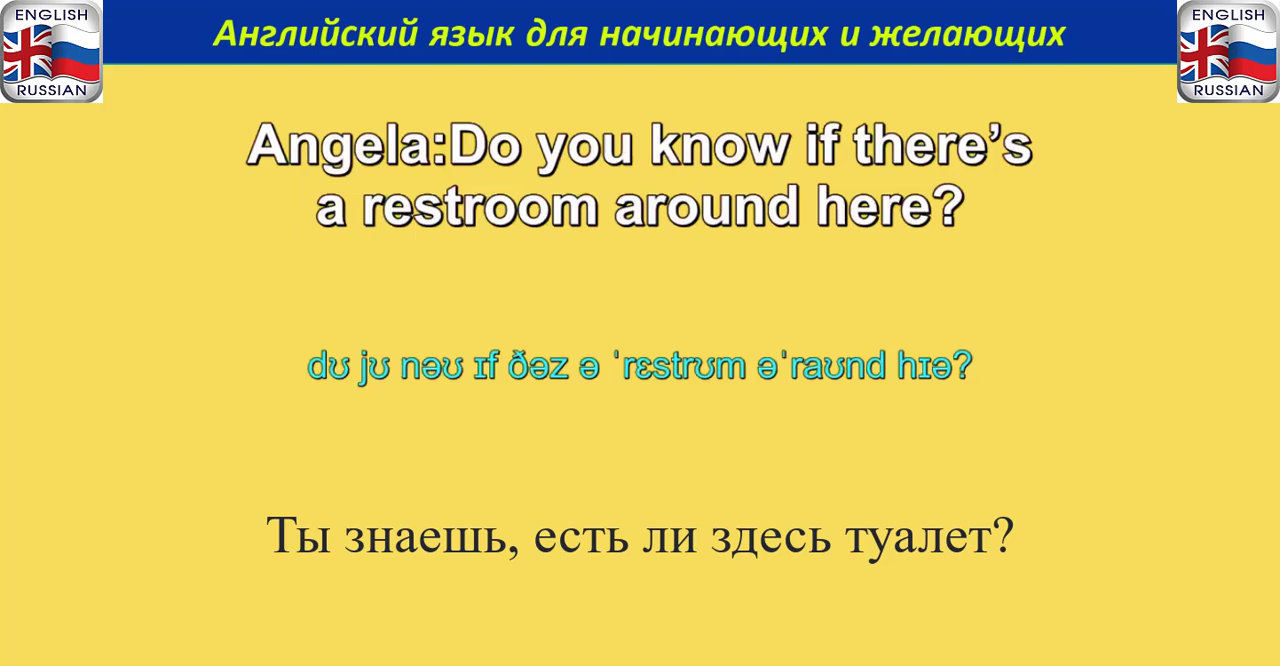 ENGLISH
RUSSIAN
Английский язык для начинающих и желающих
ENGLISH
RUSSIAN
Angela:Do you know if there’s
a restroom around here?
dʊ jʊ nəʊ ɪf ðəz ə ˈrɛstrʊm əˈraʊnd hɪə?
Ты знаешь, есть ли здесь туалет?